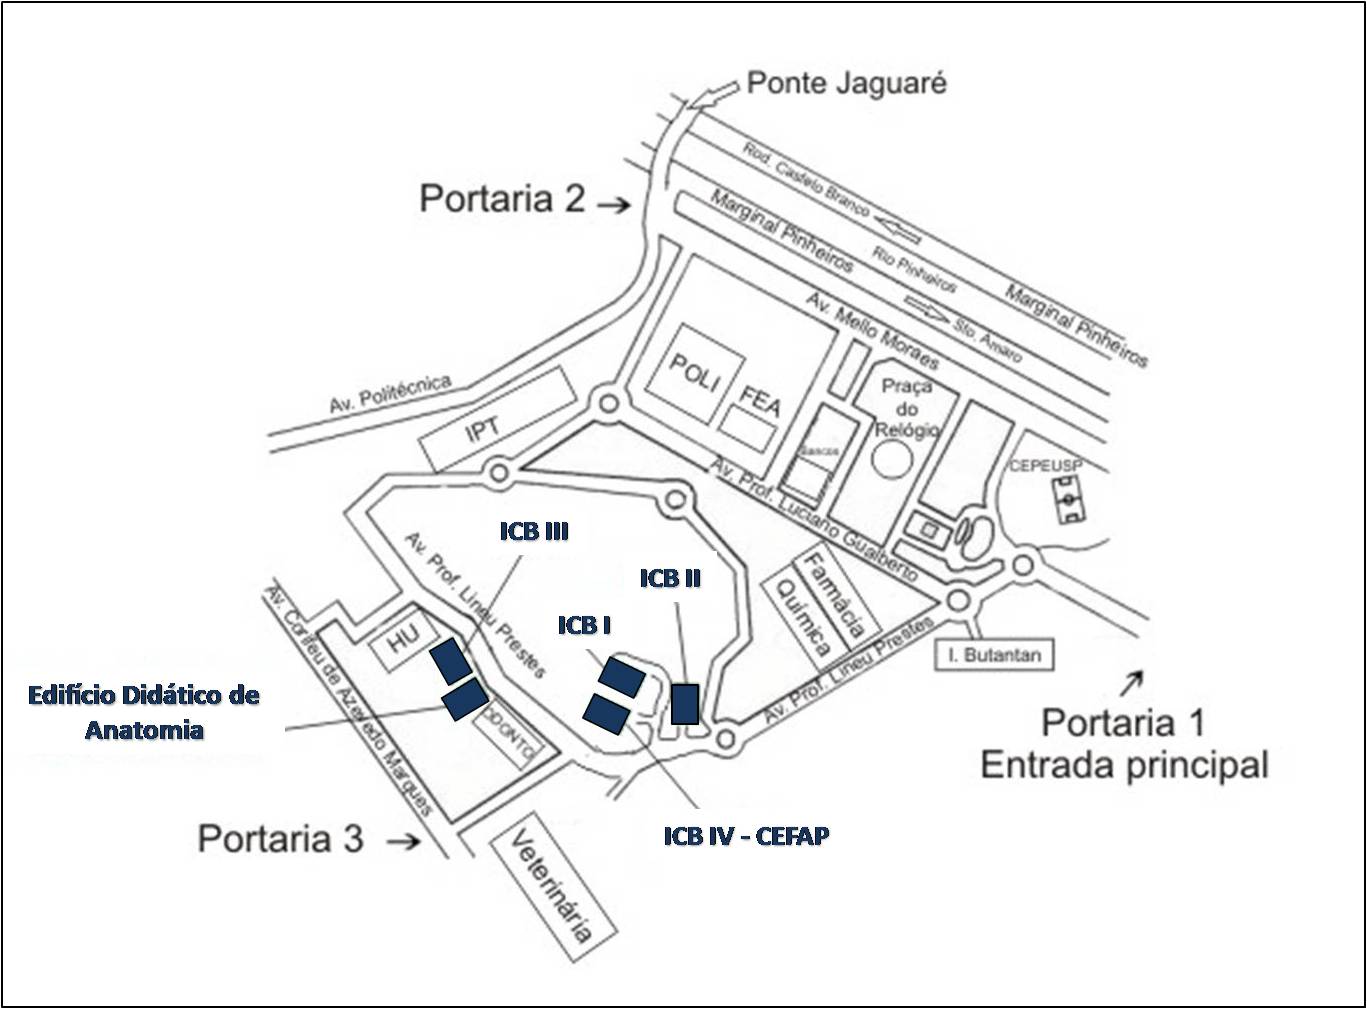 Ponte Jaguaré
Rod. Castelo Branco
Portaria 2
Marginal Pinheiros
Rio Pinheiros
Marginal Pinheiros
Sto. Amaro
Av. Mello Moraes
Av. Politécnica
POLI
FEA
Praça
do
Relógio
IPT
Bancos
CEPEUSP
Av. Prof. Luciano Gualberto
ICB III
Av. Prof. Lineu Prestes
ICB II
Farmácia
Química
ICB I
Av. Corifeu de Azevedo Marques
HU
Av. Prof. Lineu Prestes
I. Butantan
Edifício Didático de
Anatomia
ODONTO
Portaria 1
Entrada principal
Portaria 3
ICB IV - CEFAP
Veterinária